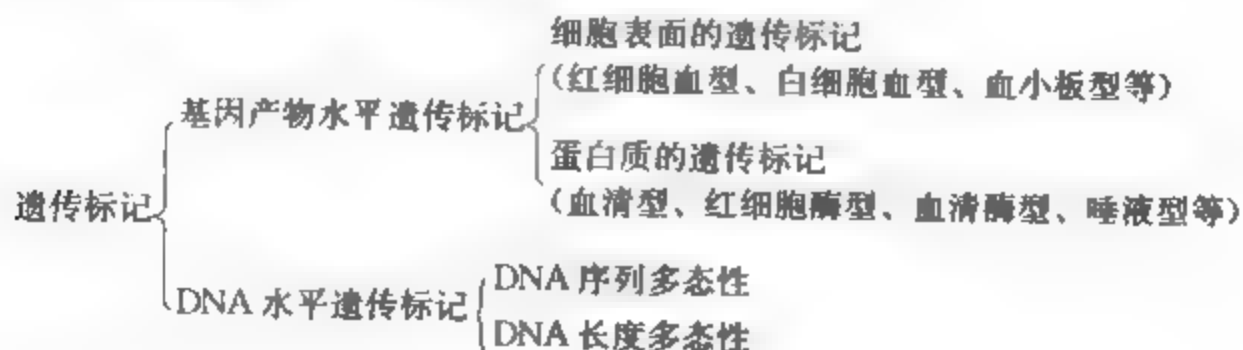 细胞表面的遗传标记
(红细胞血型、白细胞血型、血小板型等)
基因产物水平遗传标记
蛋白质的遗传标记
(血清型、红细胞酶型、血清酶型、唾液型等)
遗传标记
DNA 序列多态性
DNA 水平遗传标记
DNA 长度多态性